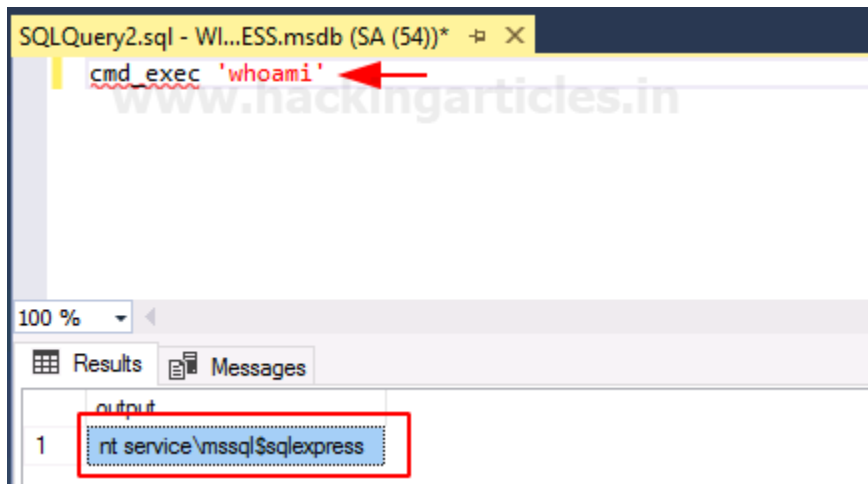 SQLQuery2.sql - WI...ESS.msdb (SA (54))*
cmd_exec 'whoami'
www.hackingarticles.in
100 %
Results Messages
output
1 nt service\mssql$sqlexpress